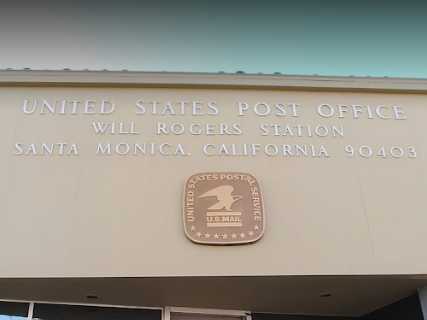 UNITED STATES POST OFFICE
WILL ROGERS STATION
SANTA MONICA, CALIFORNIA 90403
UNITED STATES POSTAL SERVICE
U.S.MAIL